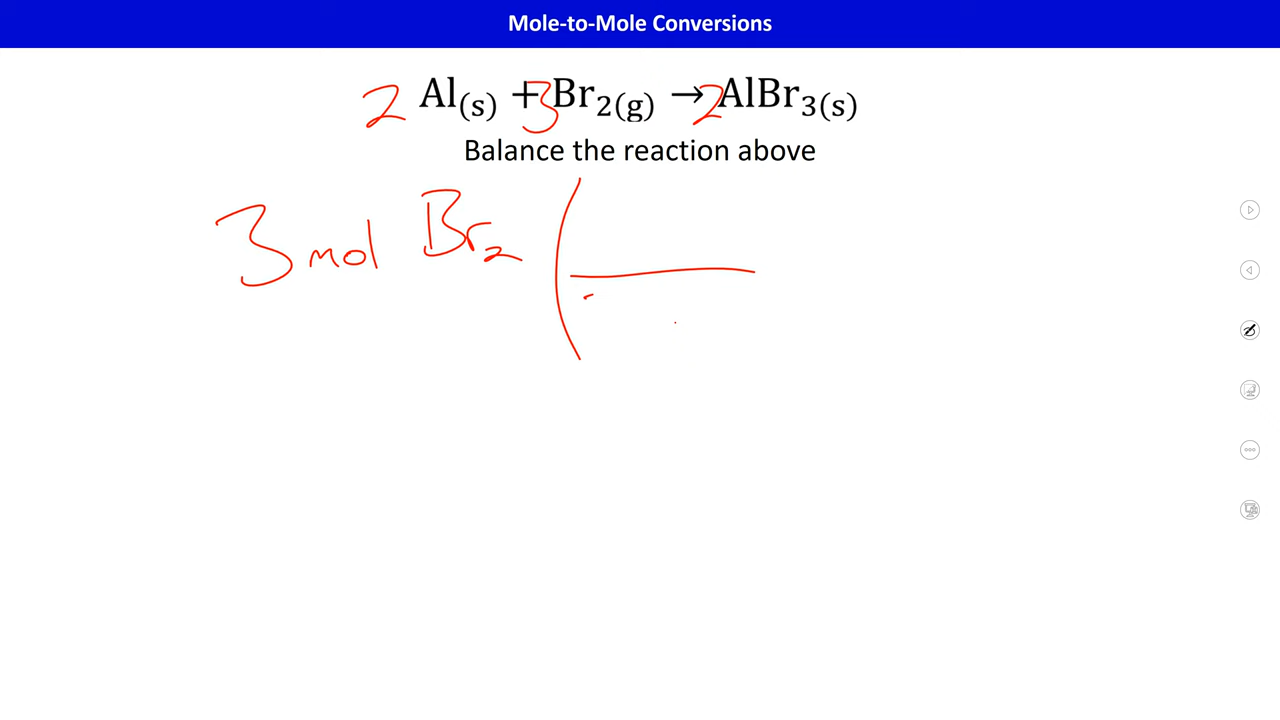 Mole-to-Mole Conversions
2 Al(s) + 3 Br2(g) → 2 AlBr3(s)
Balance the reaction above
3 mol Br2